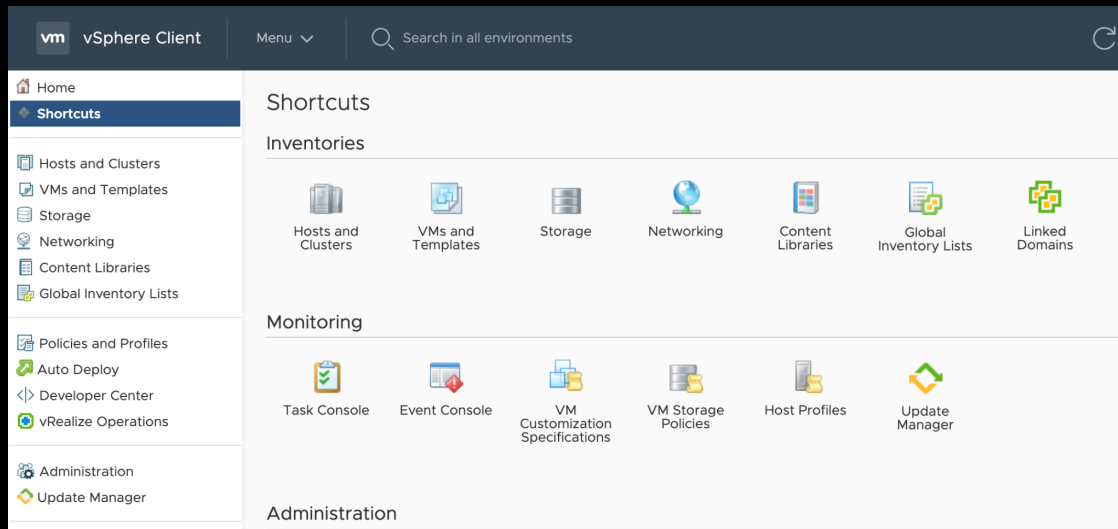 vm vSphere Client Menu Search in all environments
Home
Shortcuts
Hosts and Clusters
VMs and Templates
Storage
Networking
Content Libraries
Global Inventory Lists
Policies and Profiles
Auto Deploy
Developer Center
vRealize Operations
Administration
Update Manager
Shortcuts
Inventories
Hosts and
Clusters
VMs and
Templates
Storage
Networking
Content
Libraries
Global
Inventory Lists
Linked
Domains
Monitoring
Task Console
Event Console
VM
Customization
Specifications
VM Storage
Policies
Host Profiles
Update
Manager
Administration